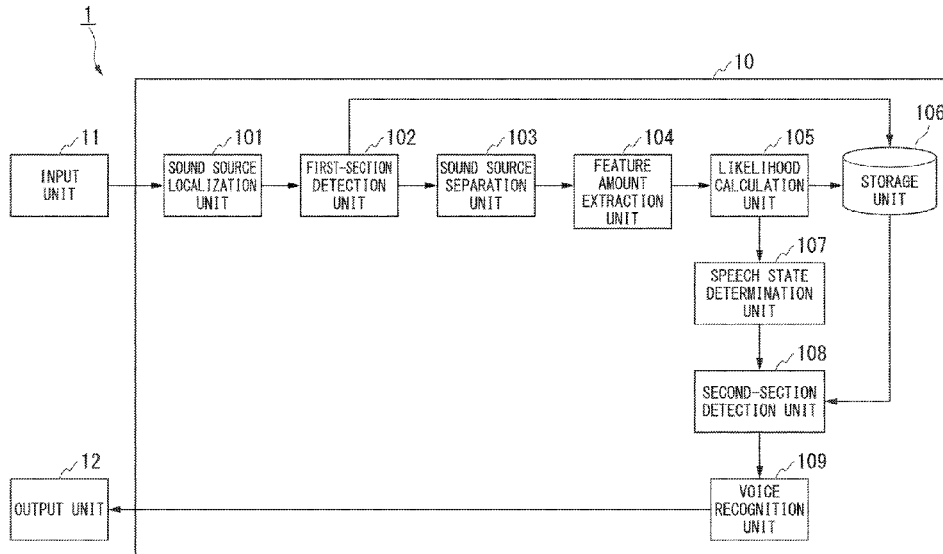 1
10
11
INPUT
UNIT
101
SOUND SOURCE
LOCALIZATION
UNIT
102
FIRST-SECTION
DETECTION
UNIT
103
SOUND SOURCE
SEPARATION
UNIT
104
FEATURE
AMOUNT
EXTRACTION
UNIT
105
LIKELIHOOD
CALCULATION
UNIT
106
STORAGE
UNIT
107
SPEECH STATE
DETERMINATION
UNIT
108
SECOND-SECTION
DETECTION UNIT
12
OUTPUT UNIT
109
VOICE
RECOGNITION
UNIT